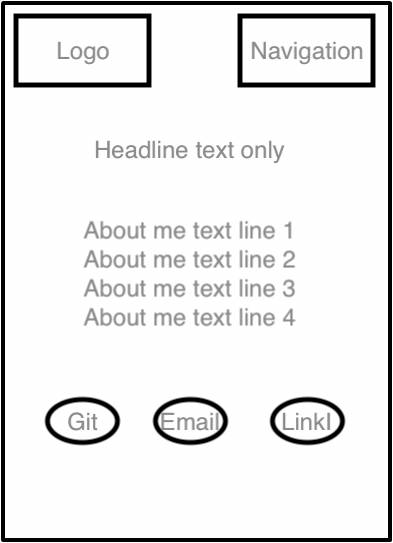 Logo
Navigation
Headline text only
About me text line 1
About me text line 2
About me text line 3
About me text line 4
Git
Email
LinkI